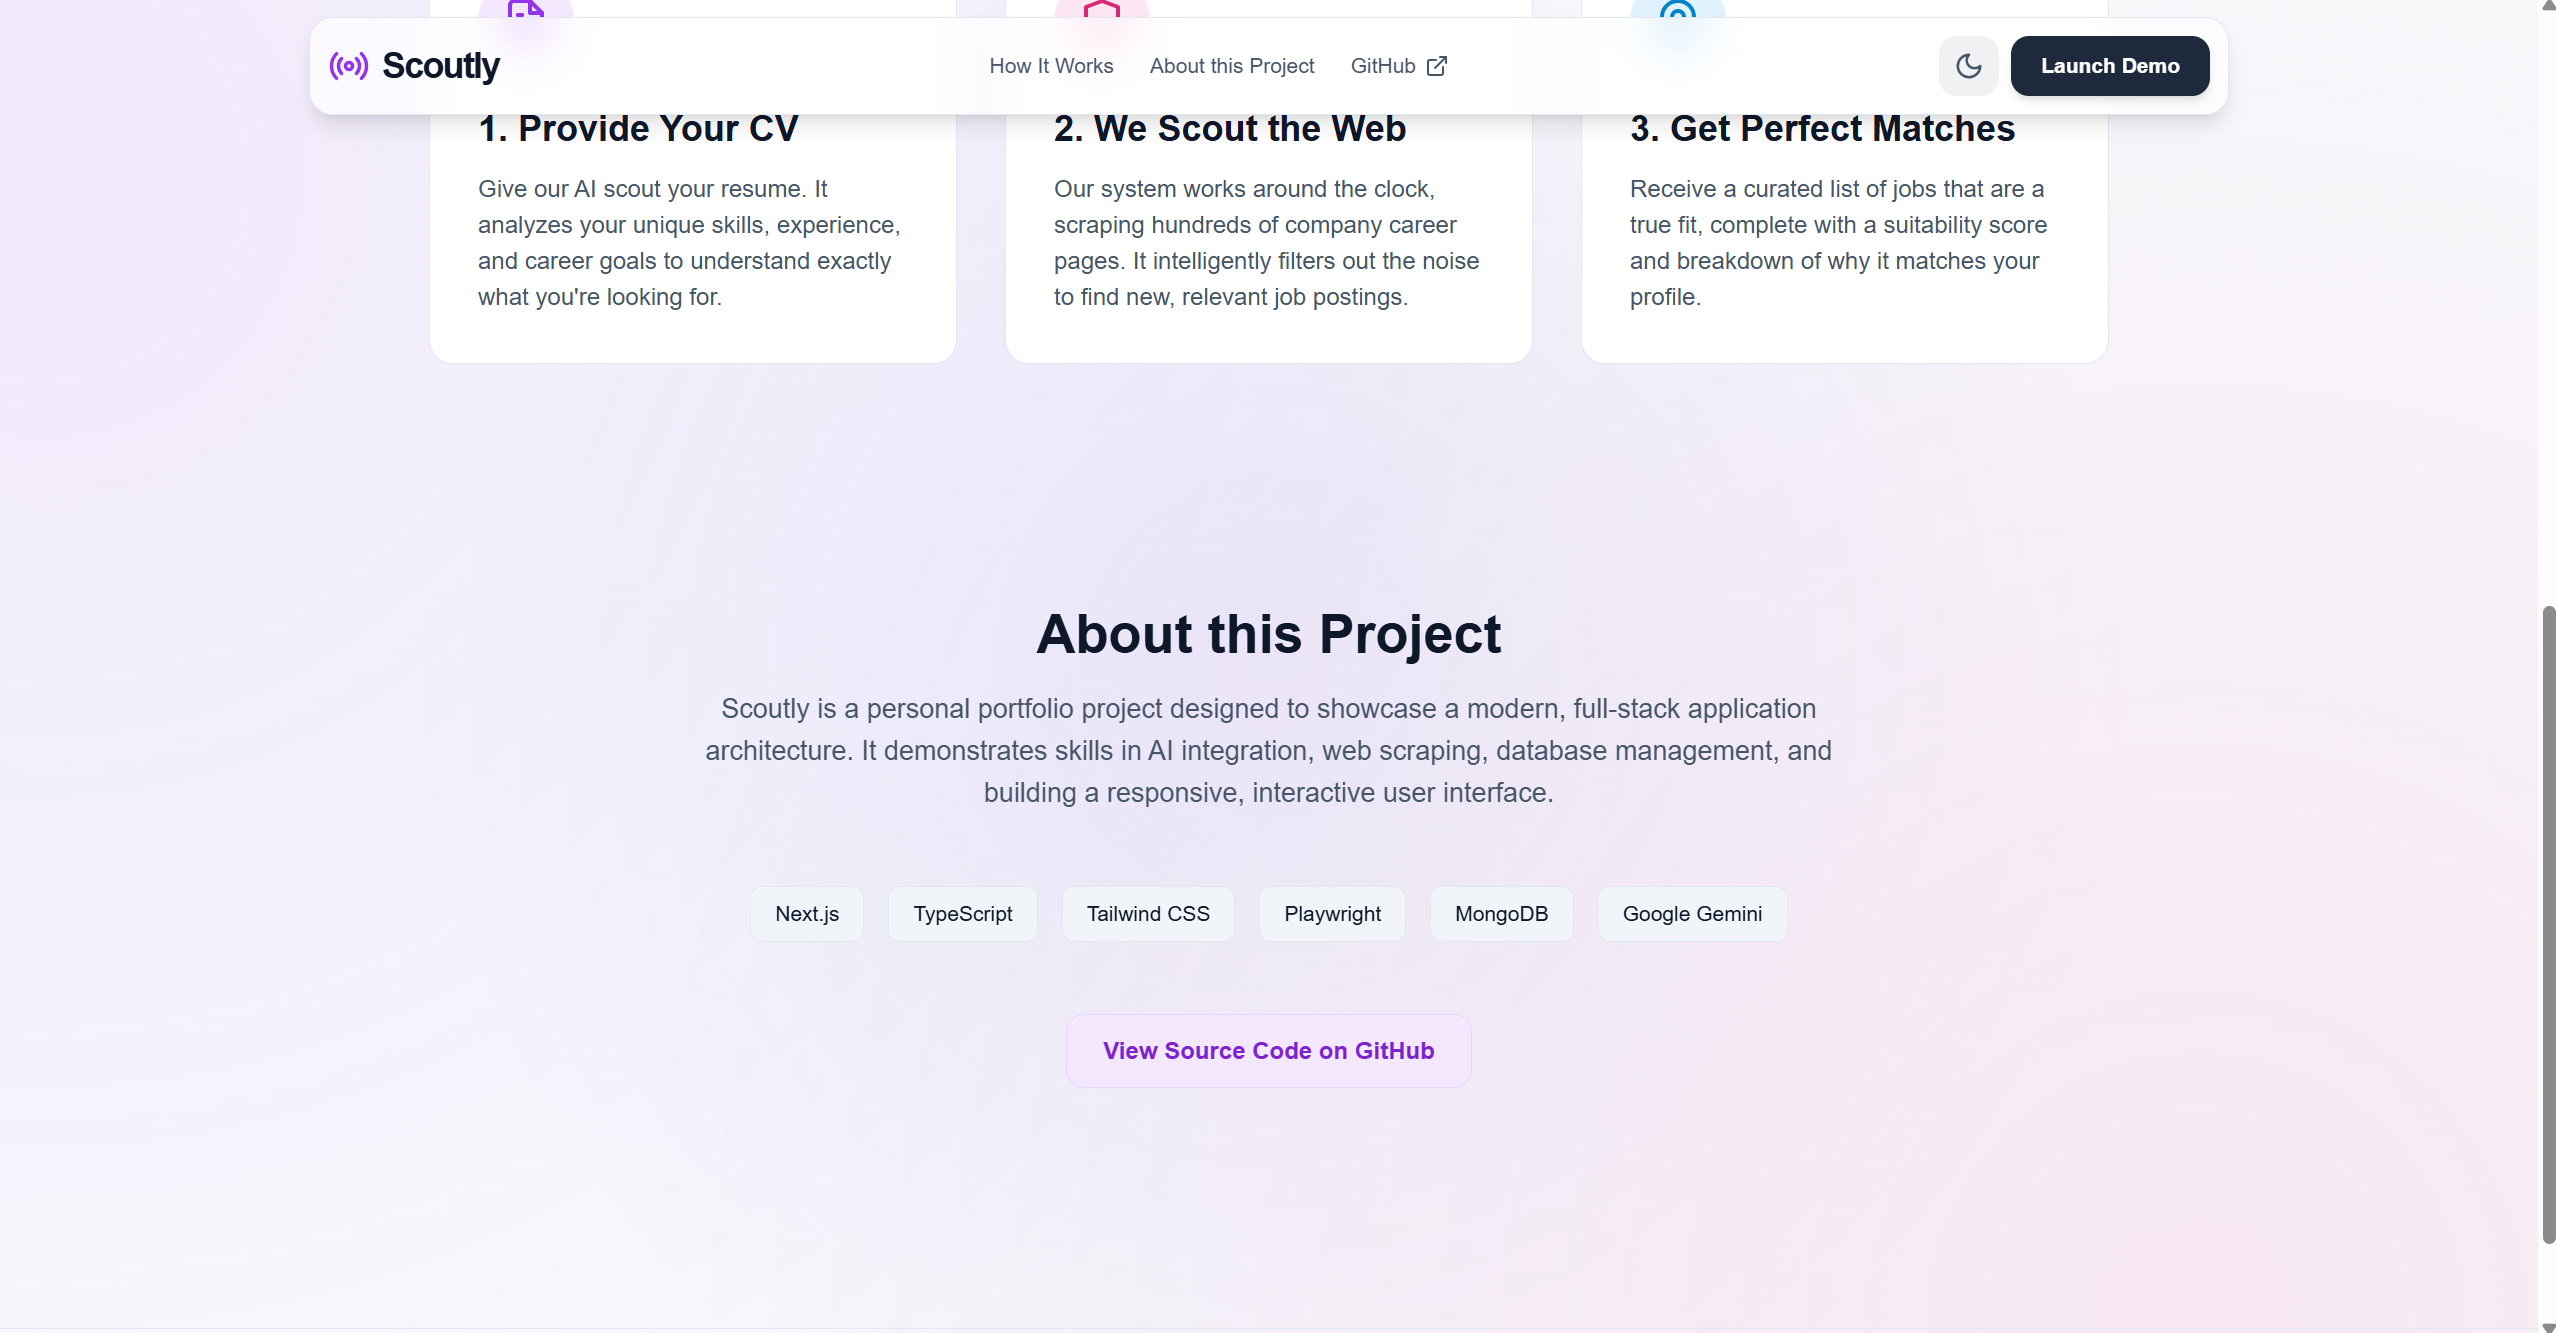 Scoutly
How It Works
About this Project
GitHub
Launch Demo
1. Provide Your CV
Give our AI scout your resume. It
analyzes your unique skills, experience,
and career goals to understand exactly
what you're looking for.
2. We Scout the Web
Our system works around the clock,
scraping hundreds of company career
pages. It intelligently filters out the noise
to find new, relevant job postings.
3. Get Perfect Matches
Receive a curated list of jobs that are a
true fit, complete with a suitability score
and breakdown of why it matches your
profile.
About this Project
Scoutly is a personal portfolio project designed to showcase a modern, full-stack application
architecture. It demonstrates skills in AI integration, web scraping, database management, and
building a responsive, interactive user interface.
Next.js
TypeScript
Tailwind CSS
Playwright
MongoDB
Google Gemini
View Source Code on GitHub